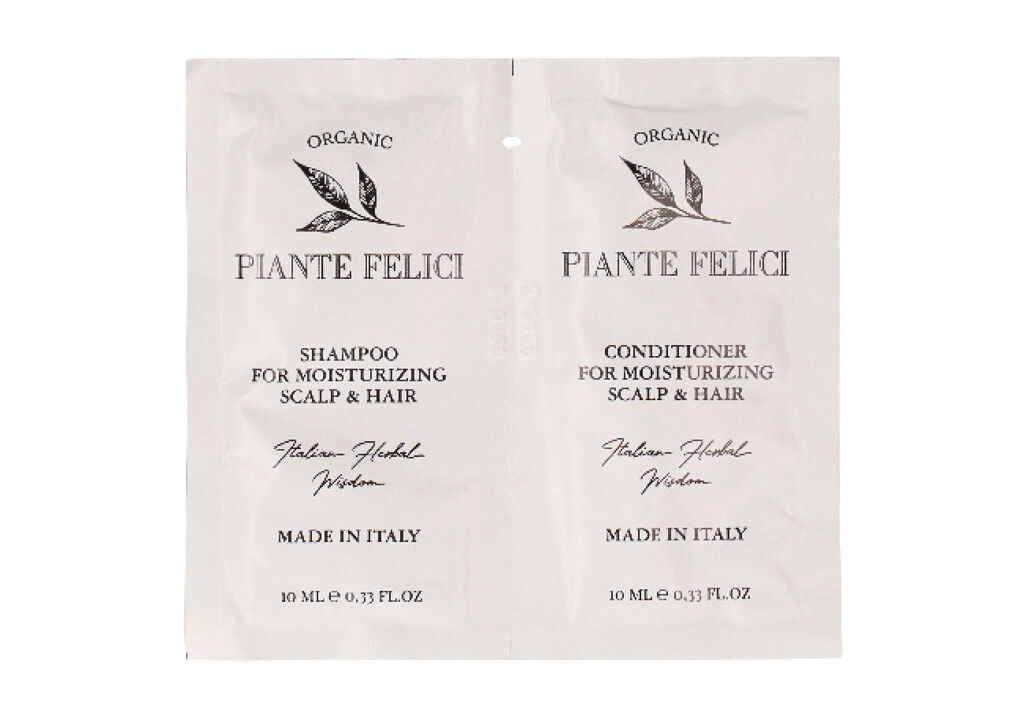 ORGANIC
PIANTE FELICI
SHAMPOO
FOR MOISTURIZING
SCALP & HAIR
Italian Herbal
Wisdom
MADE IN ITALY
10 ML e 0,33 FL.OZ
ORGANIC
PIANTE FELICI
CONDITIONER
FOR MOISTURIZING
SCALP & HAIR
Italian Herbal
Wisdom
MADE IN ITALY
10 ML e 0,33 FL.OZ